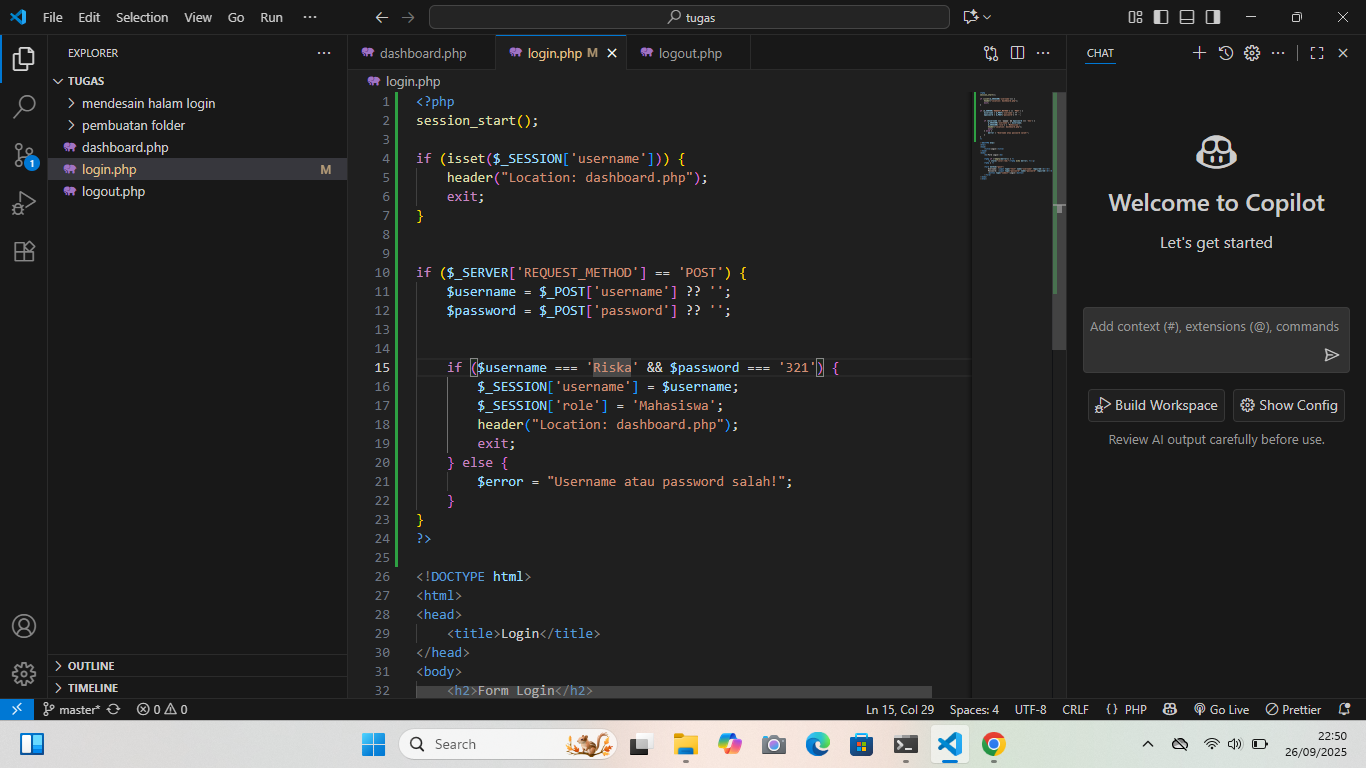 File Edit Selection View Go Run ···
tugas
EXPLORER ···
TUGAS
mendesain halam login
pembuatan folder
dashboard.php
login.php M
logout.php
OUTLINE
TIMELINE
dashboard.php login.php M logout.php ···
login.php
1 <?php
2 session_start();
3
4 if (isset($_SESSION['username'])) {
5 header("Location: dashboard.php");
6 exit;
7 }
8
9
10 if ($_SERVER['REQUEST_METHOD'] == 'POST') {
11 $username = $_POST['username'] ?? '';
12 $password = $_POST['password'] ?? '';
13
14
15 if ($username === 'Riska' && $password === '321') {
16 $_SESSION['username'] = $username;
17 $_SESSION['role'] = 'Mahasiswa';
18 header("Location: dashboard.php");
19 exit;
20 } else {
21 $error = "Username atau password salah!";
22 }
23 }
24 ?>
25
26 <!DOCTYPE html>
27 <html>
28 <head>
29 <title>Login</title>
30 </head>
31 <body>
32 <h2>Form Login</h2>
CHAT ···
Welcome to Copilot
Let's get started
Add context (#), extensions (@), commands
Build Workspace Show Config
Review AI output carefully before use.
1
master* 0 0 Ln 15, Col 29 Spaces: 4 UTF-8 CRLF {} PHP Go Live Prettier
Search
22:50
26/09/2025